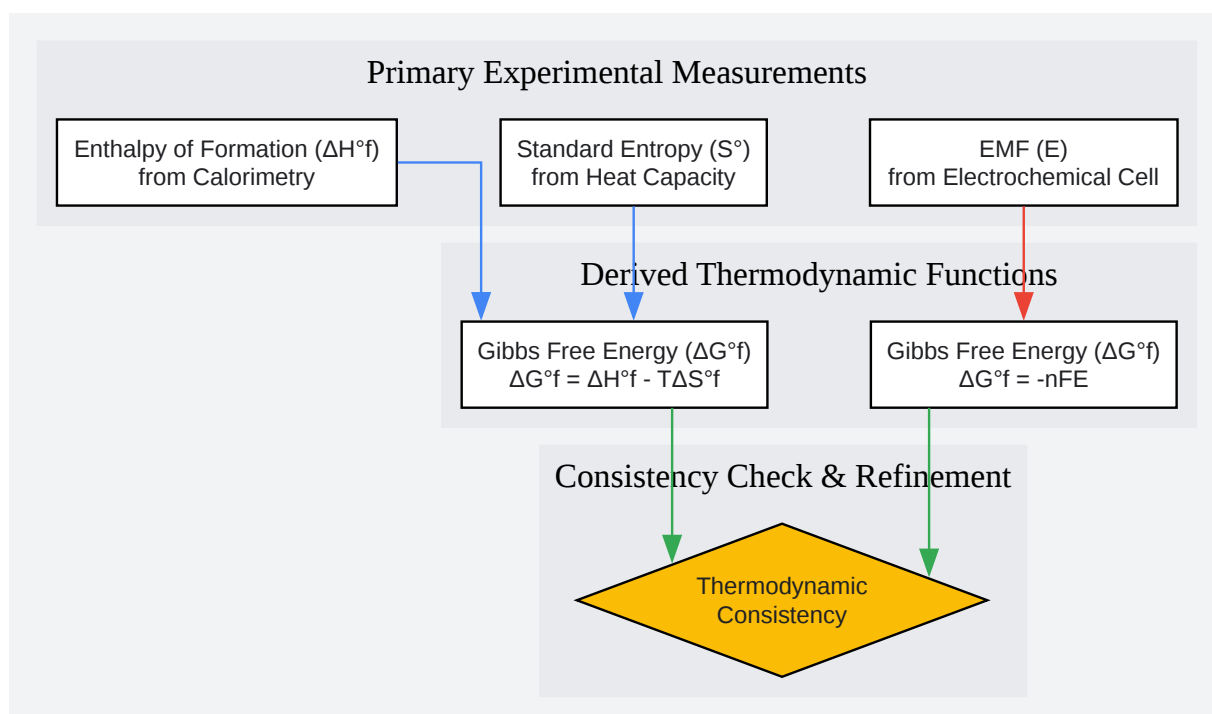 Primary Experimental Measurements
Enthalpy of Formation (ΔH°f)
from Calorimetry
Standard Entropy (S°)
from Heat Capacity
EMF (E)
from Electrochemical Cell
Derived Thermodynamic Functions
Gibbs Free Energy (ΔG°f)
ΔG°f = ΔH°f - TΔS°f
Gibbs Free Energy (ΔG°f)
ΔG°f = -nFE
Consistency Check & Refinement
Thermodynamic
Consistency